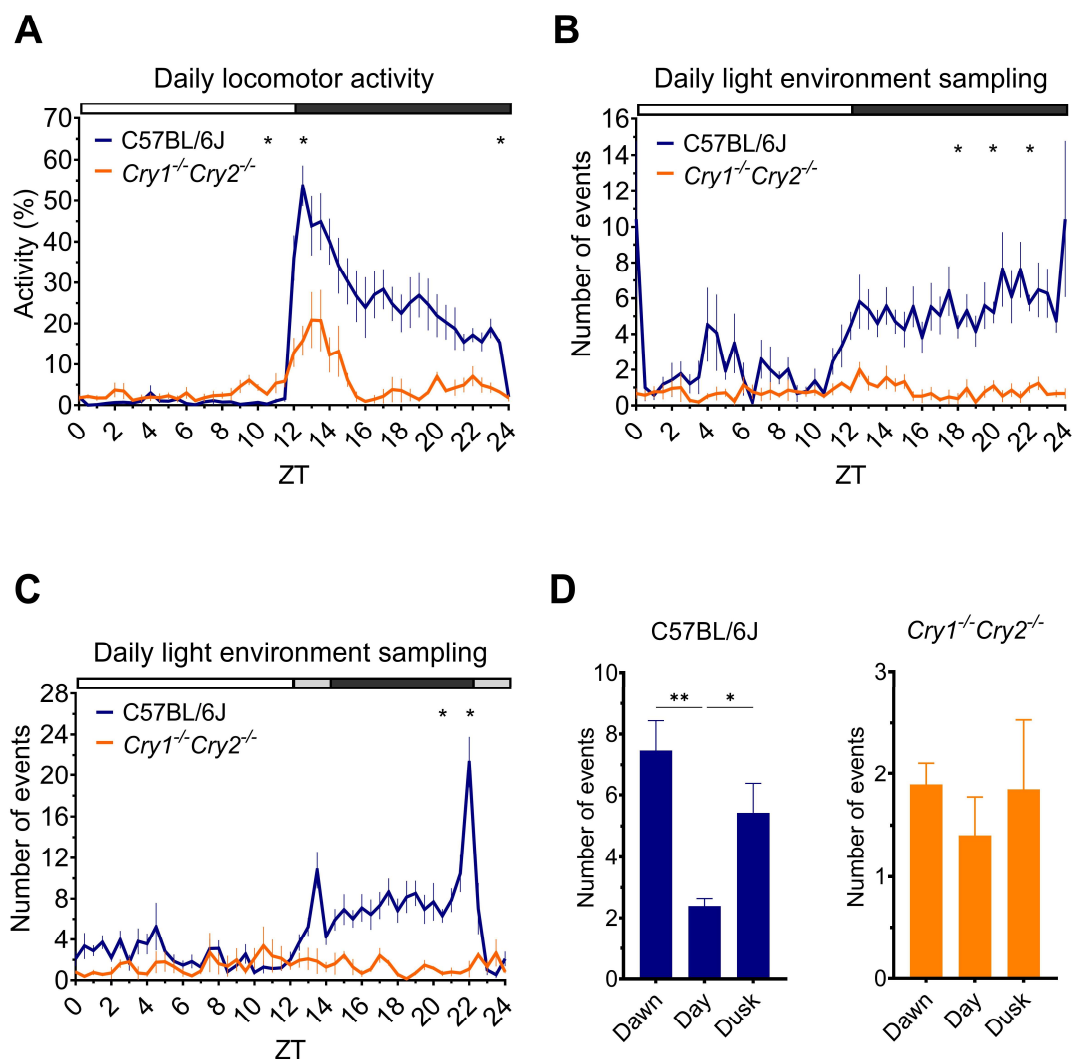 A
Daily locomotor activity
70
60
50
40
30
20
10
0
Activity (%)
C57BL/6J
Cry1-/-Cry2-/-
* * *
0 2 4 6 8 10 12 14 16 18 20 22 24
ZT
B
Daily light environment sampling
16
14
12
10
8
6
4
2
0
Number of events
C57BL/6J
Cry1-/-Cry2-/-
* * *
0 2 4 6 8 10 12 14 16 18 20 22 24
ZT
C
Daily light environment sampling
28
24
20
16
12
8
4
0
Number of events
C57BL/6J
Cry1-/-Cry2-/-
* *
0 2 4 6 8 10 12 14 16 18 20 22 24
ZT
D
C57BL/6J
10
8
6
4
2
0
Number of events
** *
Dawn Day Dusk
Cry1-/-Cry2-/-
3
2
1
0
Number of events
Dawn Day Dusk